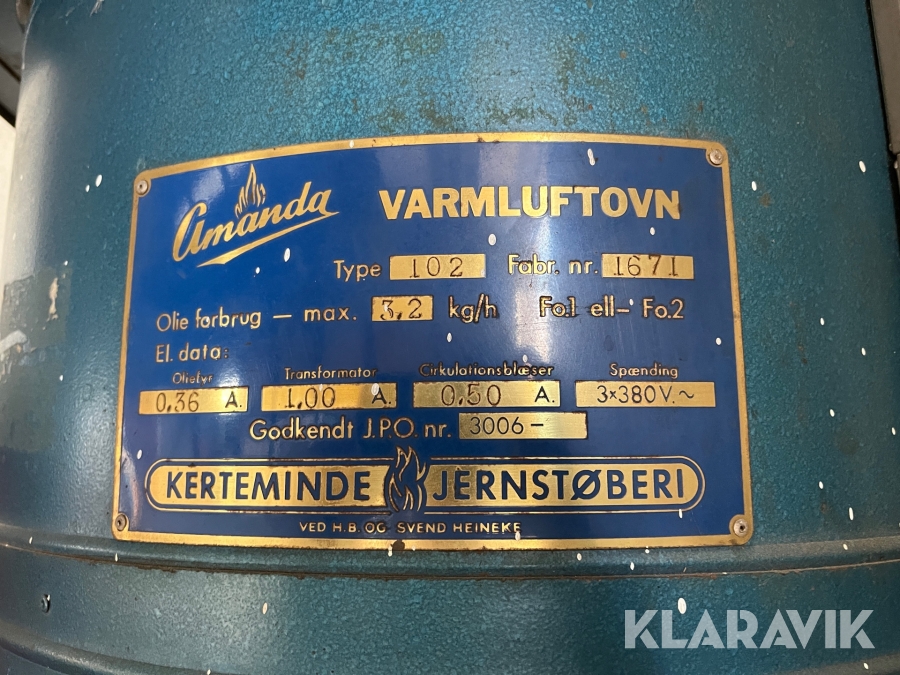 Amanda VARMLUFTOVN
Type 102 Fabr. nr. 1671
Olie forbrug — max. 3,2 kg/h Fo.1 ell– Fo.2
El. data:
Oliefyr Transformator Cirkulationsblæser Spænding
0,36 A. 1,00 A. 0,50 A. 3×380V.~
Godkendt J.P.O. nr. 3006–
KERTEMINDE JERNSTØBERI
VED H.B. OG SVEND HEINEKE
KLARAVIK